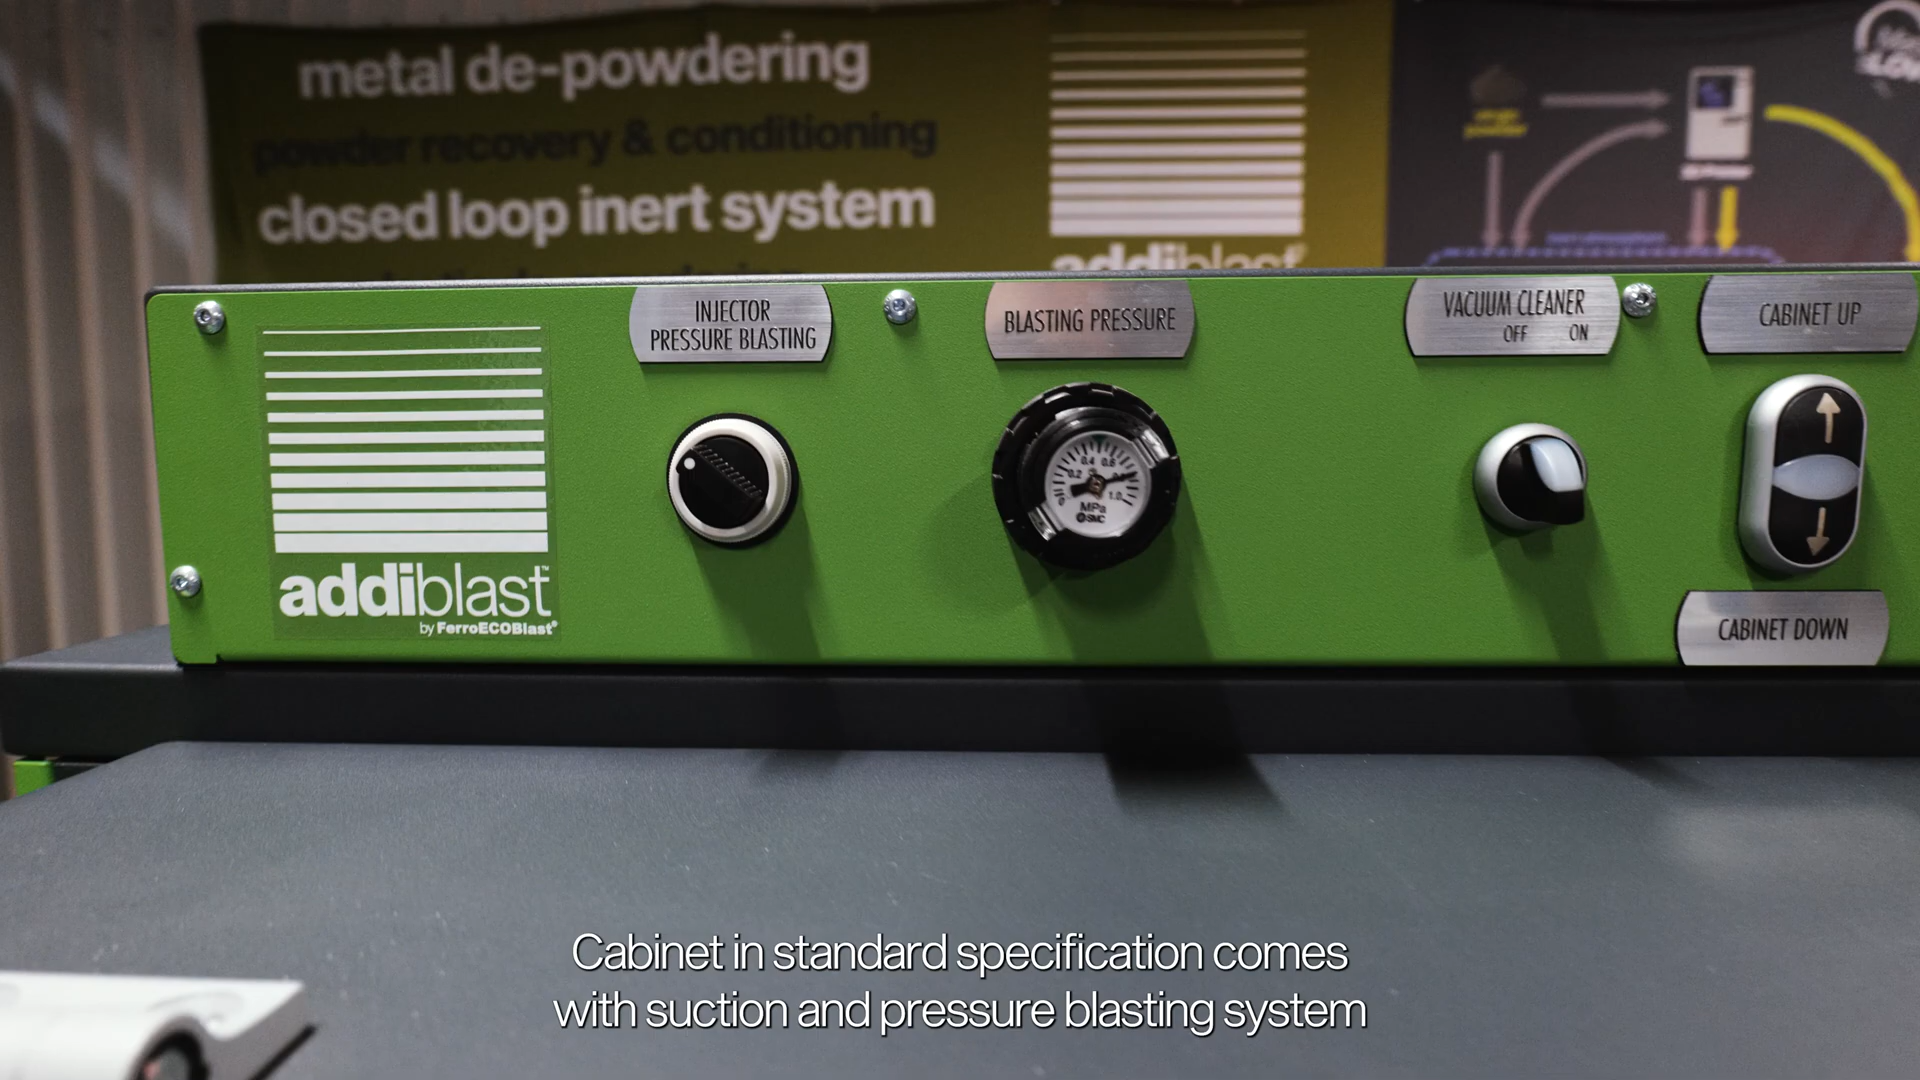 metal de-powdering
powder recovery & conditioning
closed loop inert system
addiblast
INJECTOR
PRESSURE BLASTING
BLASTING PRESSURE
VACUUM CLEANER
OFF ON
CABINET UP
0.2 0.4 0.6
1.0
MPa
SMC
addiblast™
by FerroECOBlast®
CABINET DOWN
Cabinet in standard specification comes
with suction and pressure blasting system